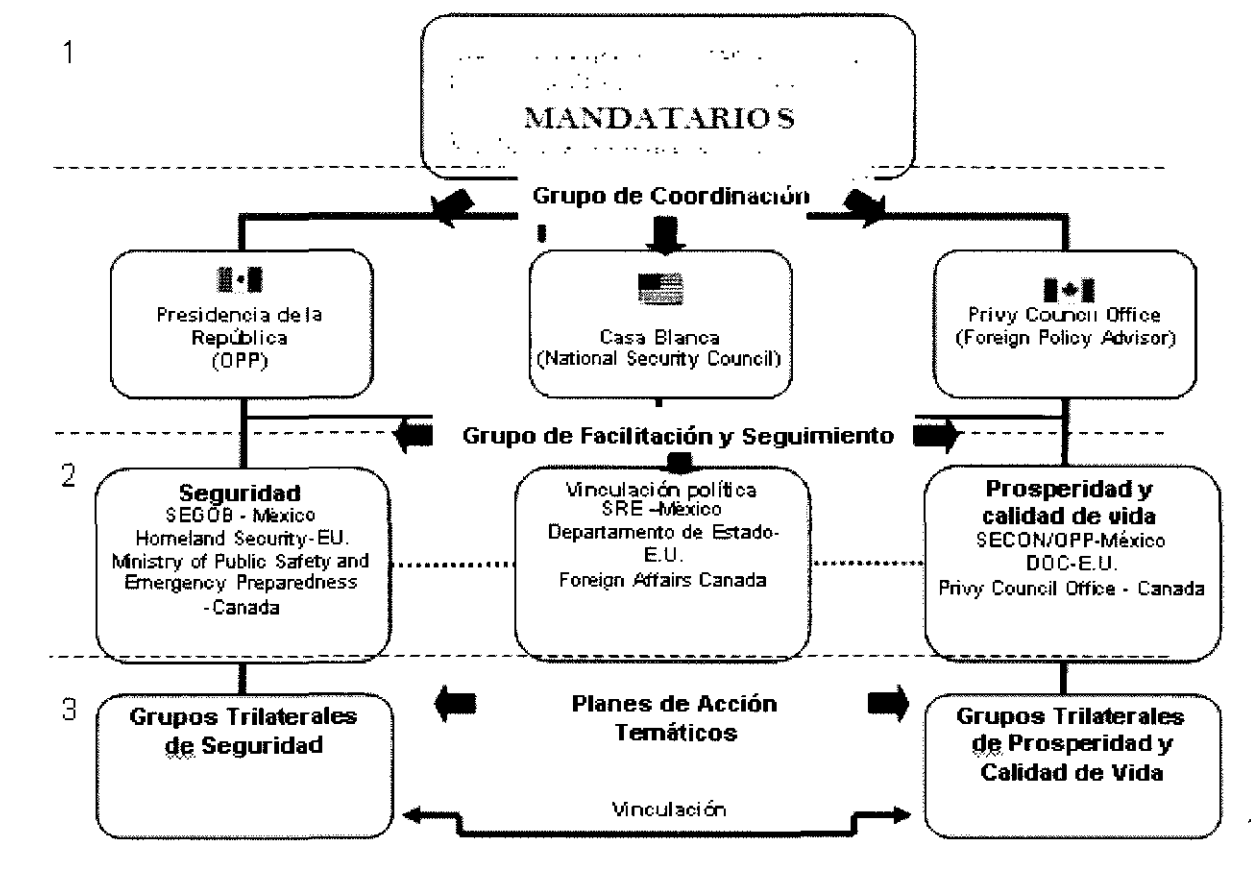 1
MANDATARIOS
Grupo de Coordinación
Presidencia de la
República
(OPP)
Casa Blanca
(National Security Council)
Privy Council Office
(Foreign Policy Advisor)
Grupo de Facilitación y Seguimiento
2
Seguridad
SEGOB - México
Homeland Security-EU.
Ministry of Public Safety and
Emergency Preparedness
-Canada
Vinculación política
SRE -México
Departamento de Estado-
E.U.
Foreign Affairs Canada
Prosperidad y
calidad de vida
SECON/OPP-México
DOC-E.U.
Privy Council Office - Canada
3
Grupos Trilaterales
de Seguridad
Planes de Acción
Temáticos
Grupos Trilaterales
de Prosperidad y
Calidad de Vida
Vinculación